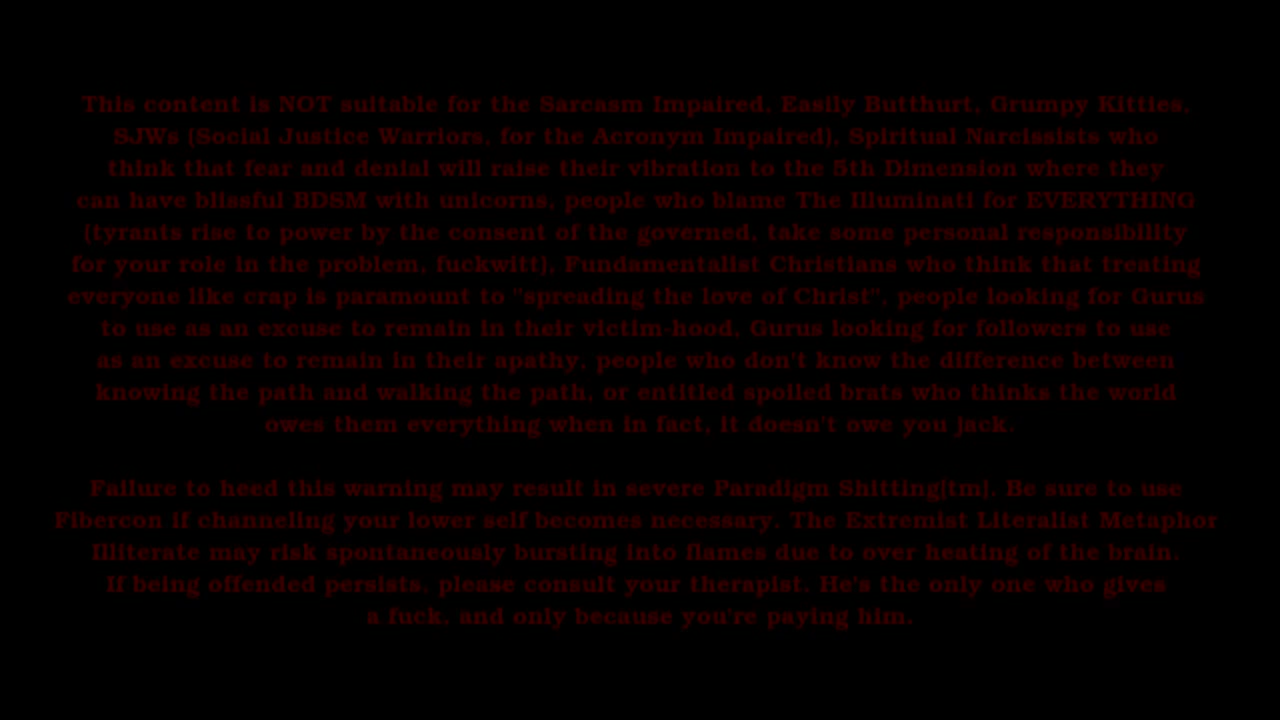 This content is NOT suitable for the Sarcasm Impaired, Easily Butthurt, Grumpy Kitties,
SJWs (Social Justice Warriors, for the Acronym Impaired), Spiritual Narcissists who
think that fear and denial will raise their vibration to the 5th Dimension where they
can have blissful BDSM with unicorns, people who blame The Illuminati for EVERYTHING
(tyrants rise to power by the consent of the governed, take some personal responsibility
for your role in the problem, fuckwitt), Fundamentalist Christians who think that treating
everyone like crap is paramount to "spreading the love of Christ", people looking for Gurus
to use as an excuse to remain in their victim-hood, Gurus looking for followers to use
as an excuse to remain in their apathy, people who don't know the difference between
knowing the path and walking the path, or entitled spoiled brats who thinks the world
owes them everything when in fact, it doesn't owe you jack.
Failure to heed this warning may result in severe Paradigm Shitting[tm]. Be sure to use
Fibercon if channeling your lower self becomes necessary. The Extremist Literalist Metaphor
Illiterate may risk spontaneously bursting into flames due to over heating of the brain.
If being offended persists, please consult your therapist. He's the only one who gives
a fuck, and only because you're paying him.